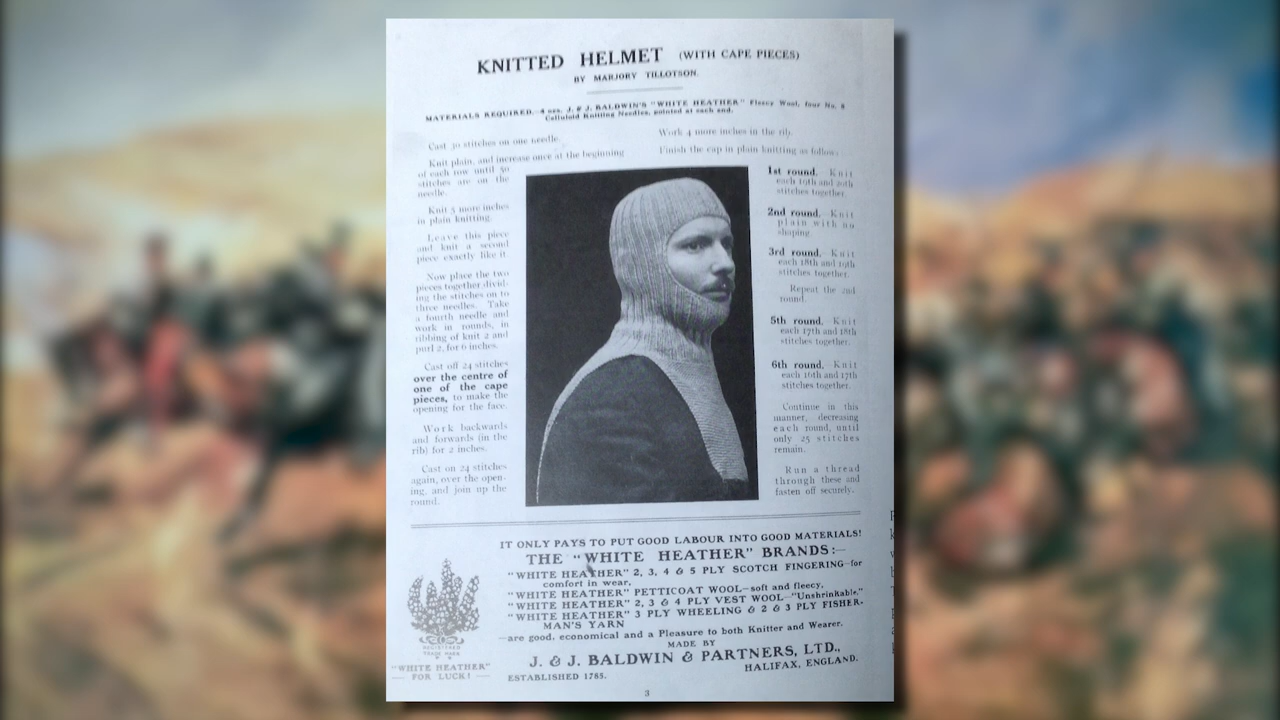 KNITTED HELMET (WITH CAPE PIECES)
BY MARJORY TILLOTSON.
MATERIALS REQUIRED.—4 ozs. J. & J. BALDWIN'S "WHITE HEATHER" Fleecy Wool, four No. 8
Celluloid Knitting Needles, pointed at each end.
Cast 30 stitches on one needle.
Knit plain, and increase once at the beginning
of each row until 50
stitches are on the
needle.
Knit 5 more inches
in plain knitting.
Leave this piece
and knit a second
piece exactly like it.
Now place the two
pieces together divid-
ing the stitches on to
three needles. Take
a fourth needle and
work in rounds, in
ribbing of knit 2 and
purl 2, for 6 inches.
Cast off 24 stitches
over the centre of
one of the cape
pieces, to make the
opening for the face.
Work backwards
and forwards (in the
rib) for 2 inches.
Cast on 24 stitches
again, over the open-
ing, and join up the
round.
Work 4 more inches in the rib.
Finish the cap in plain knitting as follow.
1st round. Knit
each 19th and 20th
stitches together.
2nd round. Knit
plain with no
shaping.
3rd round. Knit
each 18th and 19th
stitches together.
Repeat the 2nd
round.
5th round. Knit
each 17th and 18th
stitches together.
6th round. Knit
each 16th and 17th
stitches together.
Continue in this
manner, decreasing
each round, until
only 25 stitches
remain.
Run a thread
through these and
fasten off securely.
IT ONLY PAYS TO PUT GOOD LABOUR INTO GOOD MATERIALS!
THE "WHITE HEATHER" BRANDS:—
"WHITE HEATHER" 2, 3, 4 & 5 PLY SCOTCH FINGERING—for
comfort in wear.
"WHITE HEATHER" PETTICOAT WOOL—soft and fleecy.
"WHITE HEATHER" 2, 3 & 4 PLY VEST WOOL—"Unshrinkable."
"WHITE HEATHER" 3 PLY WHEELING & 2 & 3 PLY FISHER-
MAN'S YARN
—are good, economical and a Pleasure to both Knitter and Wearer.
MADE BY
J. & J. BALDWIN & PARTNERS, LTD.,
ESTABLISHED 1785.
HALIFAX, ENGLAND.
REGISTERED
TRADE MARK
"WHITE HEATHER"
— FOR LUCK! —
3